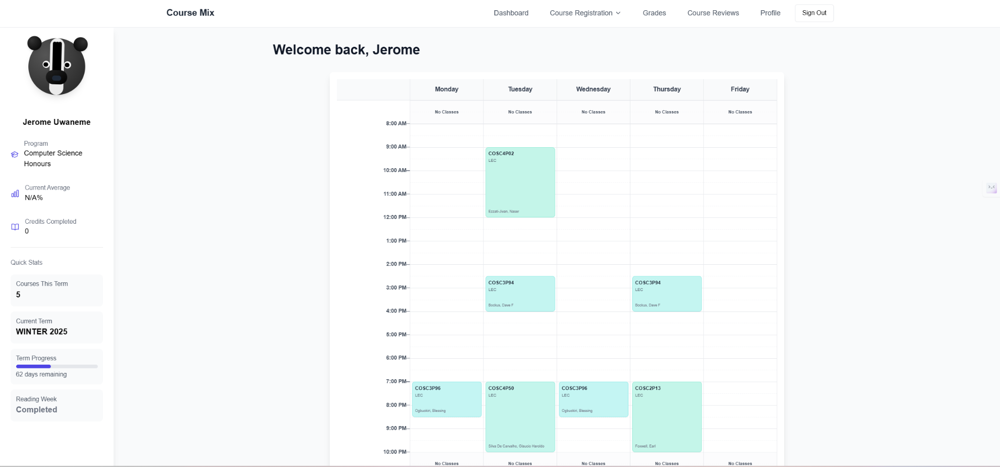 Course Mix
Dashboard
Course Registration
Grades
Course Reviews
Profile
Sign Out
Jerome Uwaneme
Program
Computer Science
Honours
Current Average
N/A%
Credits Completed
0
Quick Stats
Courses This Term
5
Current Term
WINTER 2025
Term Progress
62 days remaining
Reading Week
Completed
Welcome back, Jerome
Monday Tuesday Wednesday Thursday Friday
No Classes No Classes No Classes No Classes No Classes
8:00 AM
9:00 AM
COSC4P02
LEC
10:00 AM
11:00 AM
Ezzati-Jivan, Naser
12:00 PM
1:00 PM
2:00 PM
COSC3P94 COSC3P94
3:00 PM
LEC LEC
Bockus, Dave F Bockus, Dave F
4:00 PM
5:00 PM
6:00 PM
7:00 PM
COSC3P96 COSC4P50 COSC3P96 COSC2P13
LEC LEC LEC LEC
8:00 PM
Ogbuokiri, Blessing Ogbuokiri, Blessing
9:00 PM
Silva De Carvalho, Glaucio Haroldo Foxwell, Earl
10:00 PM
No Classes No Classes No Classes No Classes No Classes